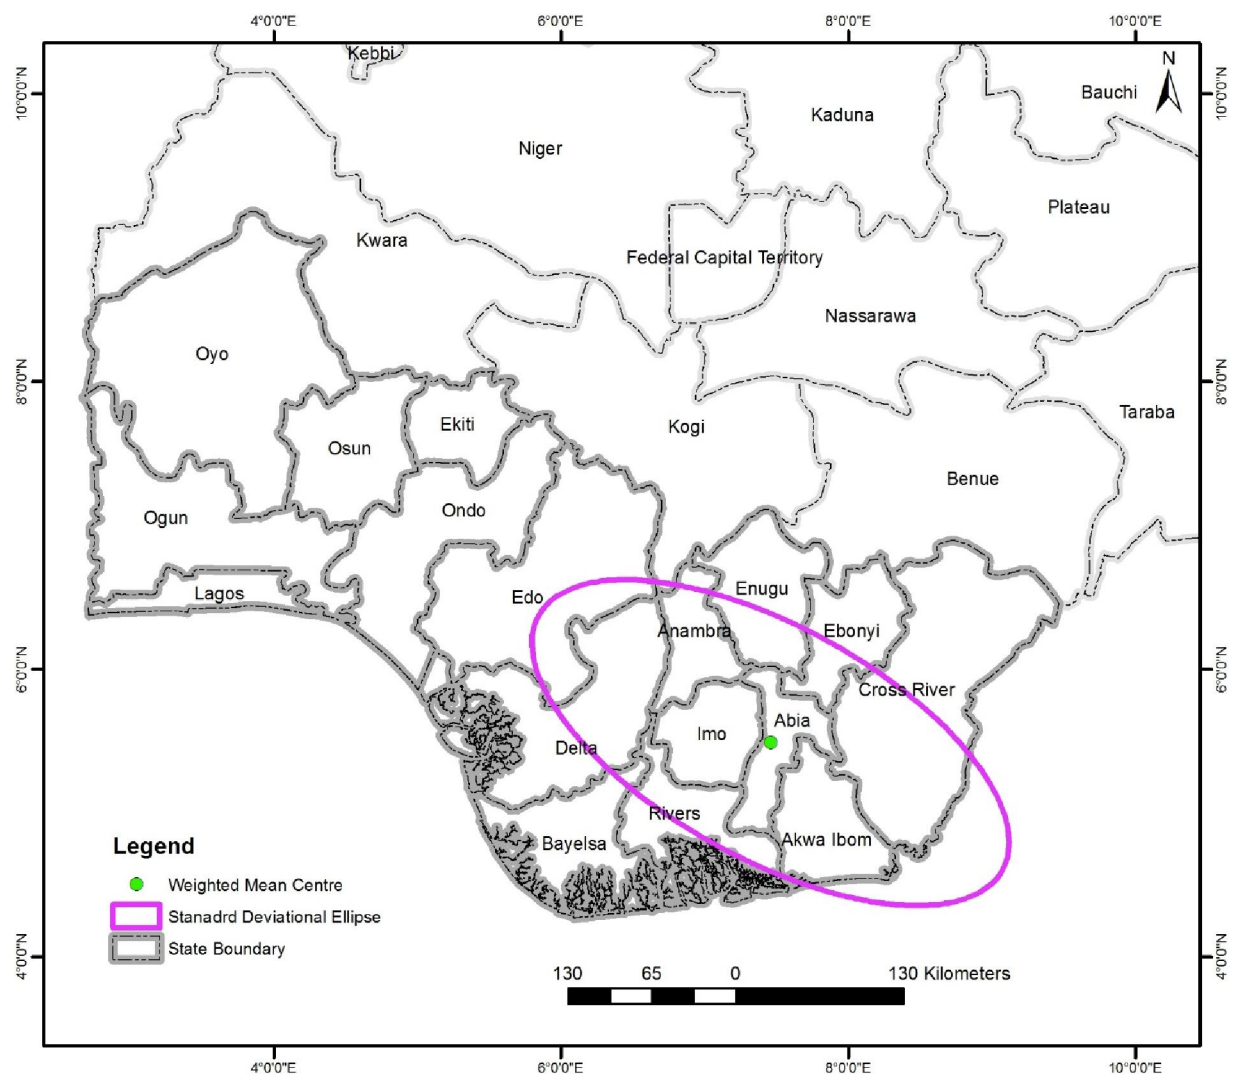 4°0'0"E 6°0'0"E 8°0'0"E 10°0'0"E
Kebbi
N
10°0'0"N
10°0'0"N
Bauchi
Kaduna
Niger
Plateau
Kwara
Federal Capital Territory
Nassarawa
Oyo
8°0'0"N
8°0'0"N
Taraba
Ekiti
Kogi
Osun
Benue
Ondo
Ogun
Enugu
Lagos
Edo
Anambra
Ebonyi
6°0'0"N
6°0'0"N
Cross River
Abia
Imo
Delta
Rivers
Akwa Ibom
Bayelsa
Legend
Weighted Mean Centre
Stanadrd Deviational Ellipse
State Boundary
4°0'0"N
4°0'0"N
130 65 0 130 Kilometers
4°0'0"E 6°0'0"E 8°0'0"E 10°0'0"E